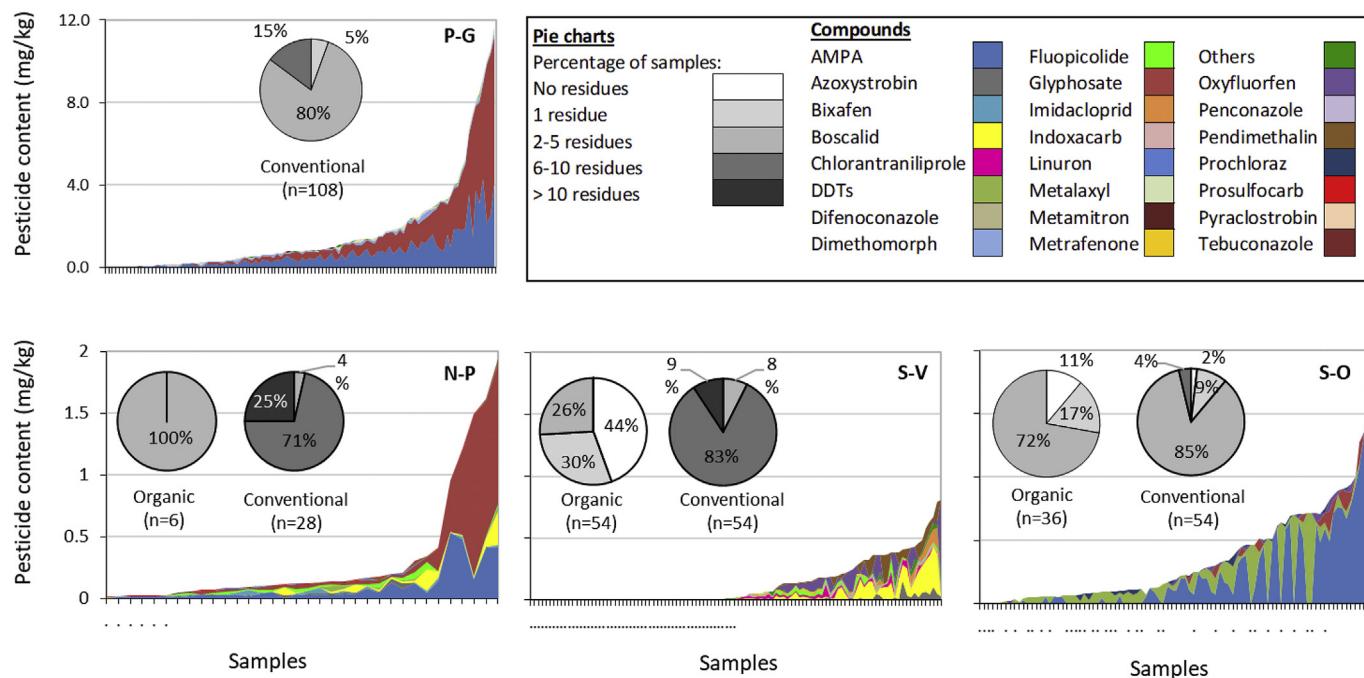 Pesticide content (mg/kg)
12.0
8.0
4.0
0.0
P-G
15%
5%
80%
Conventional
(n=108)
Pie charts
Percentage of samples:
No residues
1 residue
2-5 residues
6-10 residues
> 10 residues
Compounds
AMPA
Azoxystrobin
Bixafen
Boscalid
Chlorantraniliprole
DDTs
Difenoconazole
Dimethomorph
Fluopicolide
Glyphosate
Imidacloprid
Indoxacarb
Linuron
Metalaxyl
Metamitron
Metrafenone
Others
Oxyfluorfen
Penconazole
Pendimethalin
Prochloraz
Prosulfocarb
Pyraclostrobin
Tebuconazole
Pesticide content (mg/kg)
2
1.5
1
0.5
0
N-P
100%
Organic
(n=6)
4
%
25%
71%
Conventional
(n=28)
Samples
S-V
26%
44%
30%
Organic
(n=54)
9
%
8
%
83%
Conventional
(n=54)
Samples
S-O
11%
17%
72%
Organic
(n=36)
4%
2%
9%
85%
Conventional
(n=54)
Samples